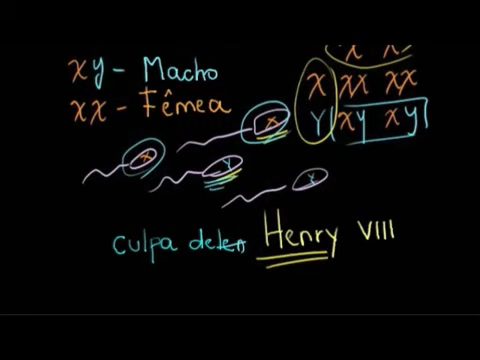 X X
xy - Macho
X XX XX
xx - Fêmea
Y XY XY
X
X
Y
Y
culpa dele Henry VIII